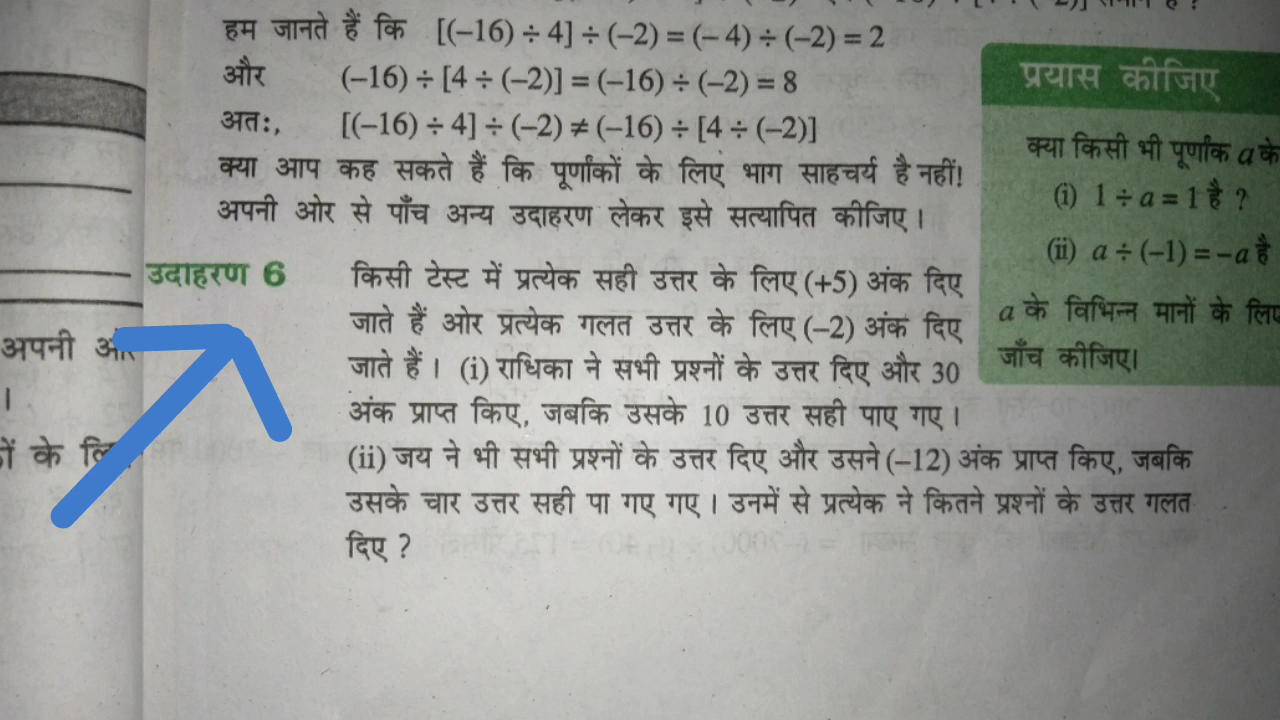 हम जानते हैं कि [(–16) ÷ 4] ÷ (–2) = (– 4) ÷ (–2) = 2
और (–16) ÷ [4 ÷ (–2)] = (–16) ÷ (–2) = 8
अतः, [(–16) ÷ 4] ÷ (–2) ≠ (–16) ÷ [4 ÷ (–2)]
क्या आप कह सकते हैं कि पूर्णांकों के लिए भाग साहचर्य है नहीं!
अपनी ओर से पाँच अन्य उदाहरण लेकर इसे सत्यापित कीजिए।
प्रयास कीजिए
क्या किसी भी पूर्णांक a के
(i) 1 ÷ a = 1 है ?
(ii) a ÷ (–1) = – a है
a के विभिन्न मानों के लिए
जाँच कीजिए।
उदाहरण 6 किसी टेस्ट में प्रत्येक सही उत्तर के लिए (+5) अंक दिए
जाते हैं ओर प्रत्येक गलत उत्तर के लिए (–2) अंक दिए
जाते हैं। (i) राधिका ने सभी प्रश्नों के उत्तर दिए और 30
अंक प्राप्त किए, जबकि उसके 10 उत्तर सही पाए गए।
(ii) जय ने भी सभी प्रश्नों के उत्तर दिए और उसने (–12) अंक प्राप्त किए, जबकि
उसके चार उत्तर सही पा गए गए। उनमें से प्रत्येक ने कितने प्रश्नों के उत्तर गलत
दिए ?
अपनी
के